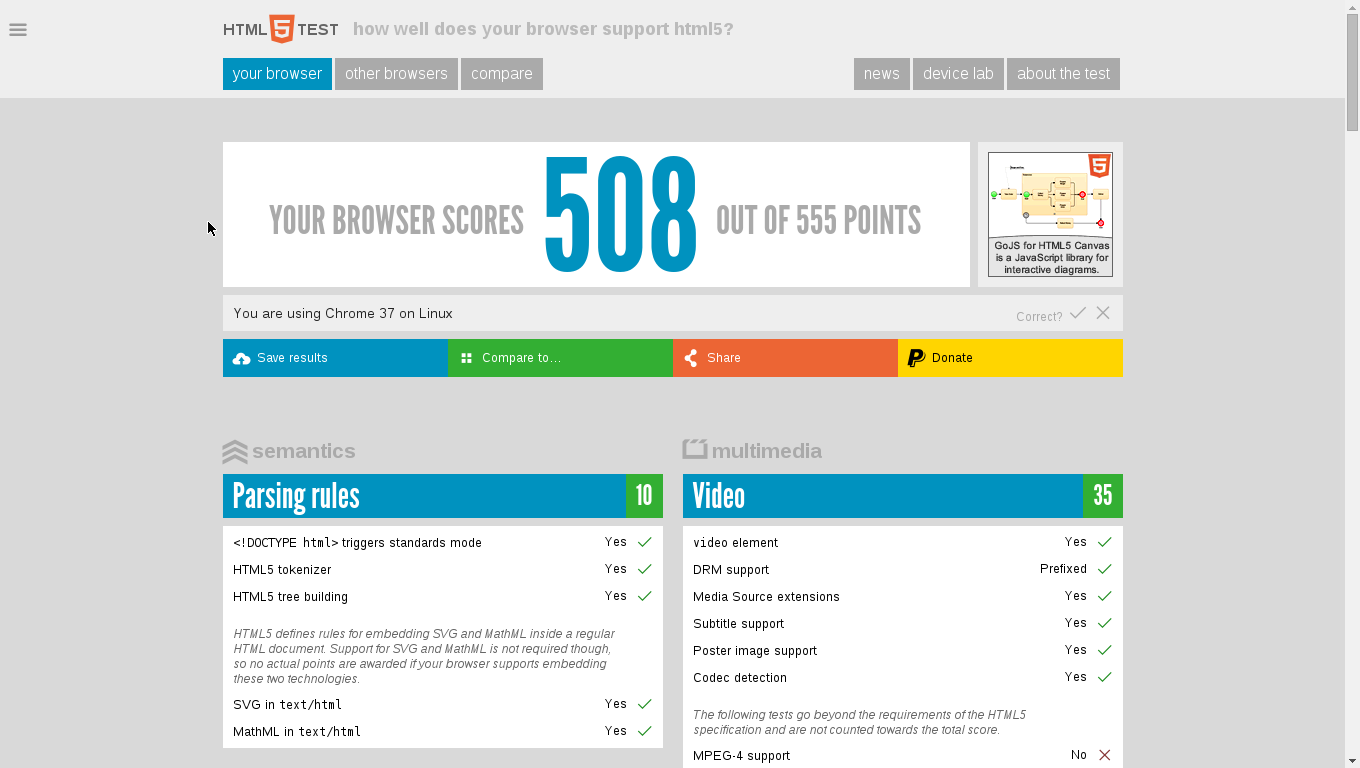 HTML 5 TEST how well does your browser support html5?
your browser other browsers compare news device lab about the test
YOUR BROWSER SCORES 508 OUT OF 555 POINTS
5
GoJS for HTML5 Canvas
is a JavaScript library for
interactive diagrams.
You are using Chrome 37 on Linux Correct?
Save results Compare to... Share Donate
semantics
Parsing rules 10
<!DOCTYPE html> triggers standards mode Yes
HTML5 tokenizer Yes
HTML5 tree building Yes
HTML5 defines rules for embedding SVG and MathML inside a regular
HTML document. Support for SVG and MathML is not required though,
so no actual points are awarded if your browser supports embedding
these two technologies.
SVG in text/html Yes
MathML in text/html Yes
multimedia
Video 35
video element Yes
DRM support Prefixed
Media Source extensions Yes
Subtitle support Yes
Poster image support Yes
Codec detection Yes
The following tests go beyond the requirements of the HTML5
specification and are not counted towards the total score.
MPEG-4 support No